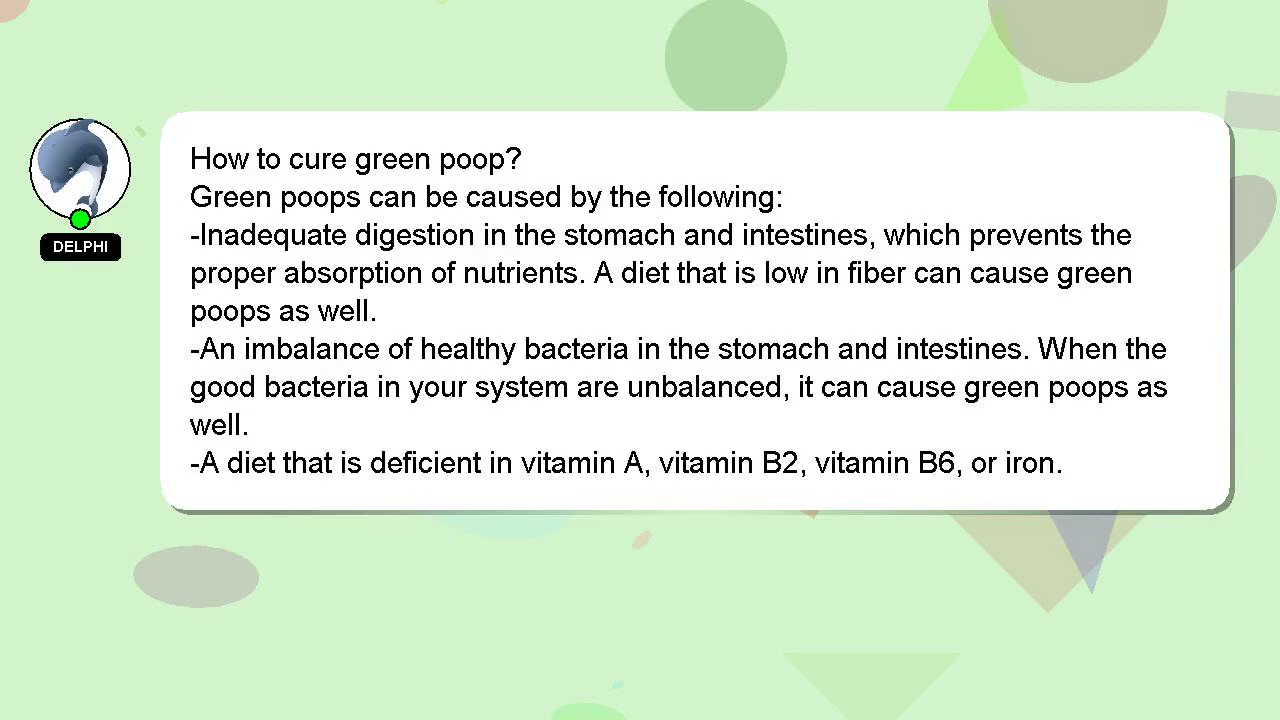 How to cure green poop?
Green poops can be caused by the following:
-Inadequate digestion in the stomach and intestines, which prevents the
proper absorption of nutrients. A diet that is low in fiber can cause green
poops as well.
-An imbalance of healthy bacteria in the stomach and intestines. When the
good bacteria in your system are unbalanced, it can cause green poops as
well.
-A diet that is deficient in vitamin A, vitamin B2, vitamin B6, or iron.
DELPHI